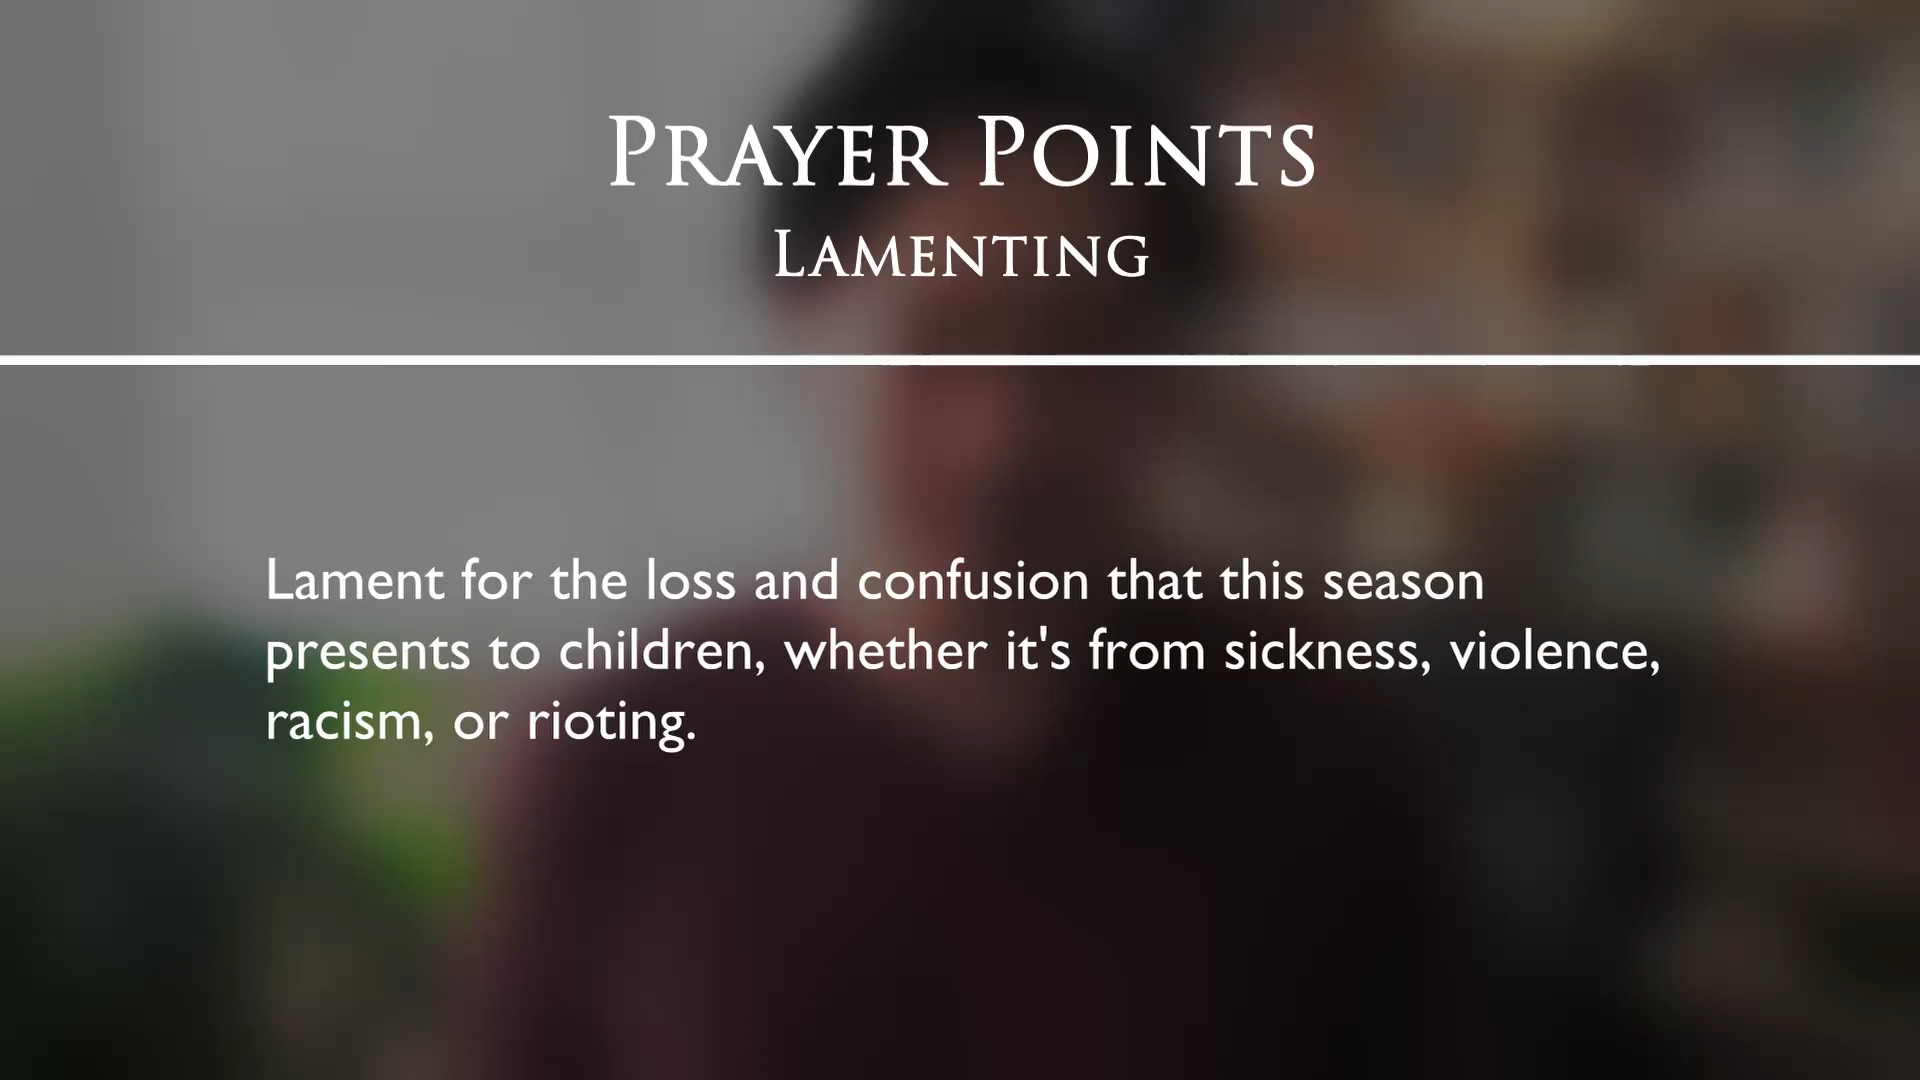 Prayer Points
Lamenting
Lament for the loss and confusion that this season
presents to children, whether it's from sickness, violence,
racism, or rioting.